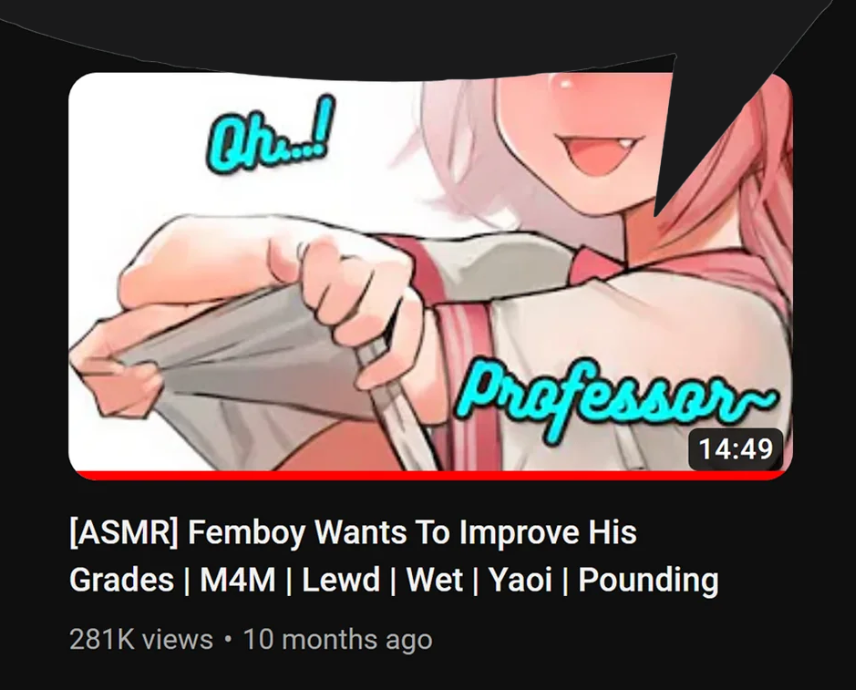 Oh...!
Professor~
14:49
[ASMR] Femboy Wants To Improve His
Grades | M4M | Lewd | Wet | Yaoi | Pounding
281K views • 10 months ago